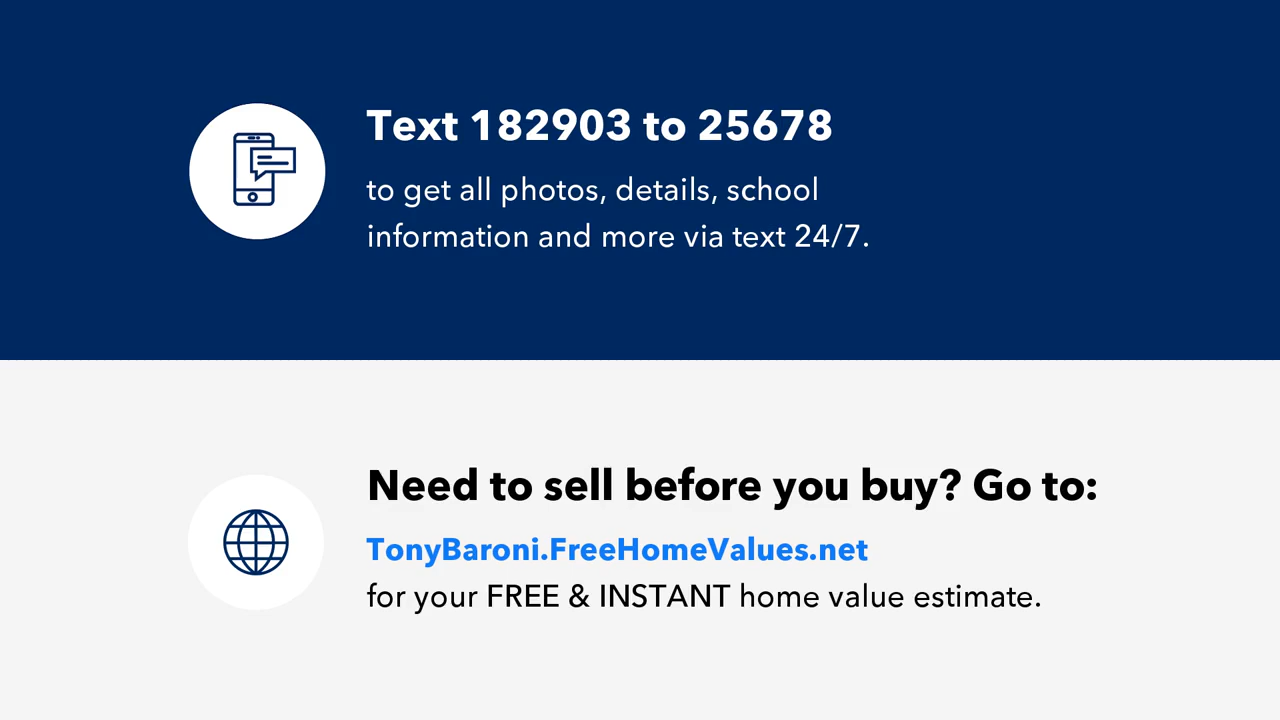 Text 182903 to 25678
to get all photos, details, school
information and more via text 24/7.
Need to sell before you buy? Go to:
TonyBaroni.FreeHomeValues.net
for your FREE & INSTANT home value estimate.